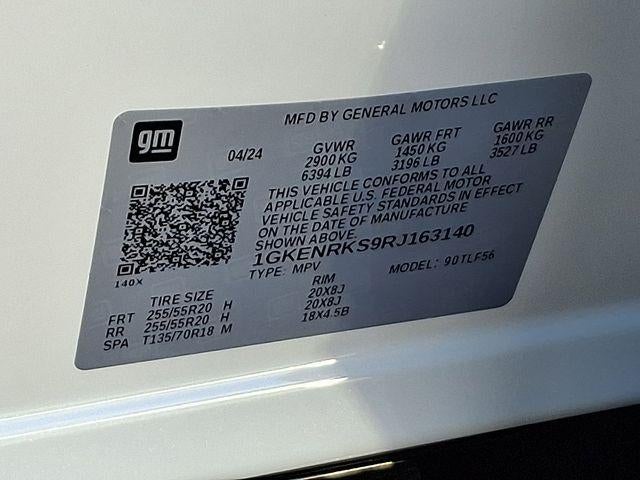 MFD BY GENERAL MOTORS LLC
gm
04/24
GVWR
2900 KG
6394 LB
GAWR FRT
1450 KG
3196 LB
GAWR RR
1600 KG
3527 LB
THIS VEHICLE CONFORMS TO ALL
APPLICABLE U.S. FEDERAL MOTOR
VEHICLE SAFETY STANDARDS IN EFFECT
ON THE DATE OF MANUFACTURE
SHOWN ABOVE.
1GKENRKS9RJ163140
140X
TYPE: MPV MODEL: 90TLF56
TIRE SIZE RIM
FRT 255/55R20 H 20X8J
RR 255/55R20 H 20X8J
SPA T135/70R18 M 18X4.5B